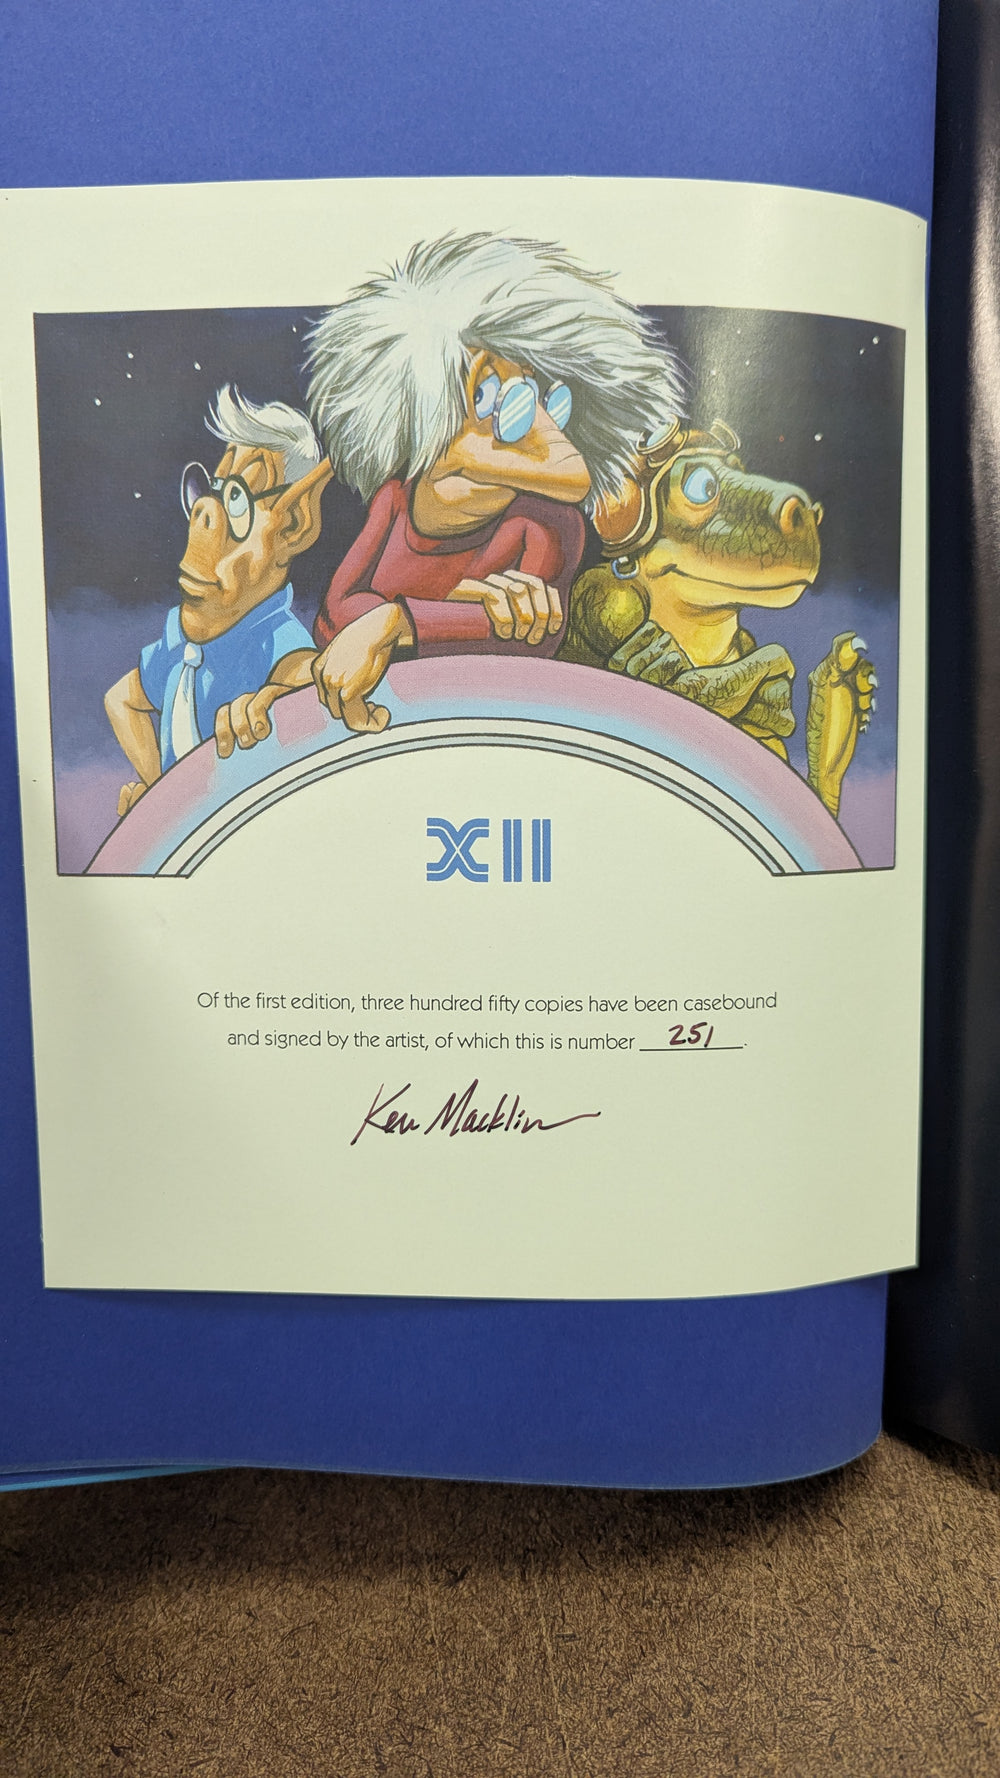 XII
Of the first edition, three hundred fifty copies have been casebound
and signed by the artist, of which this is number 251.
Ken Macklin